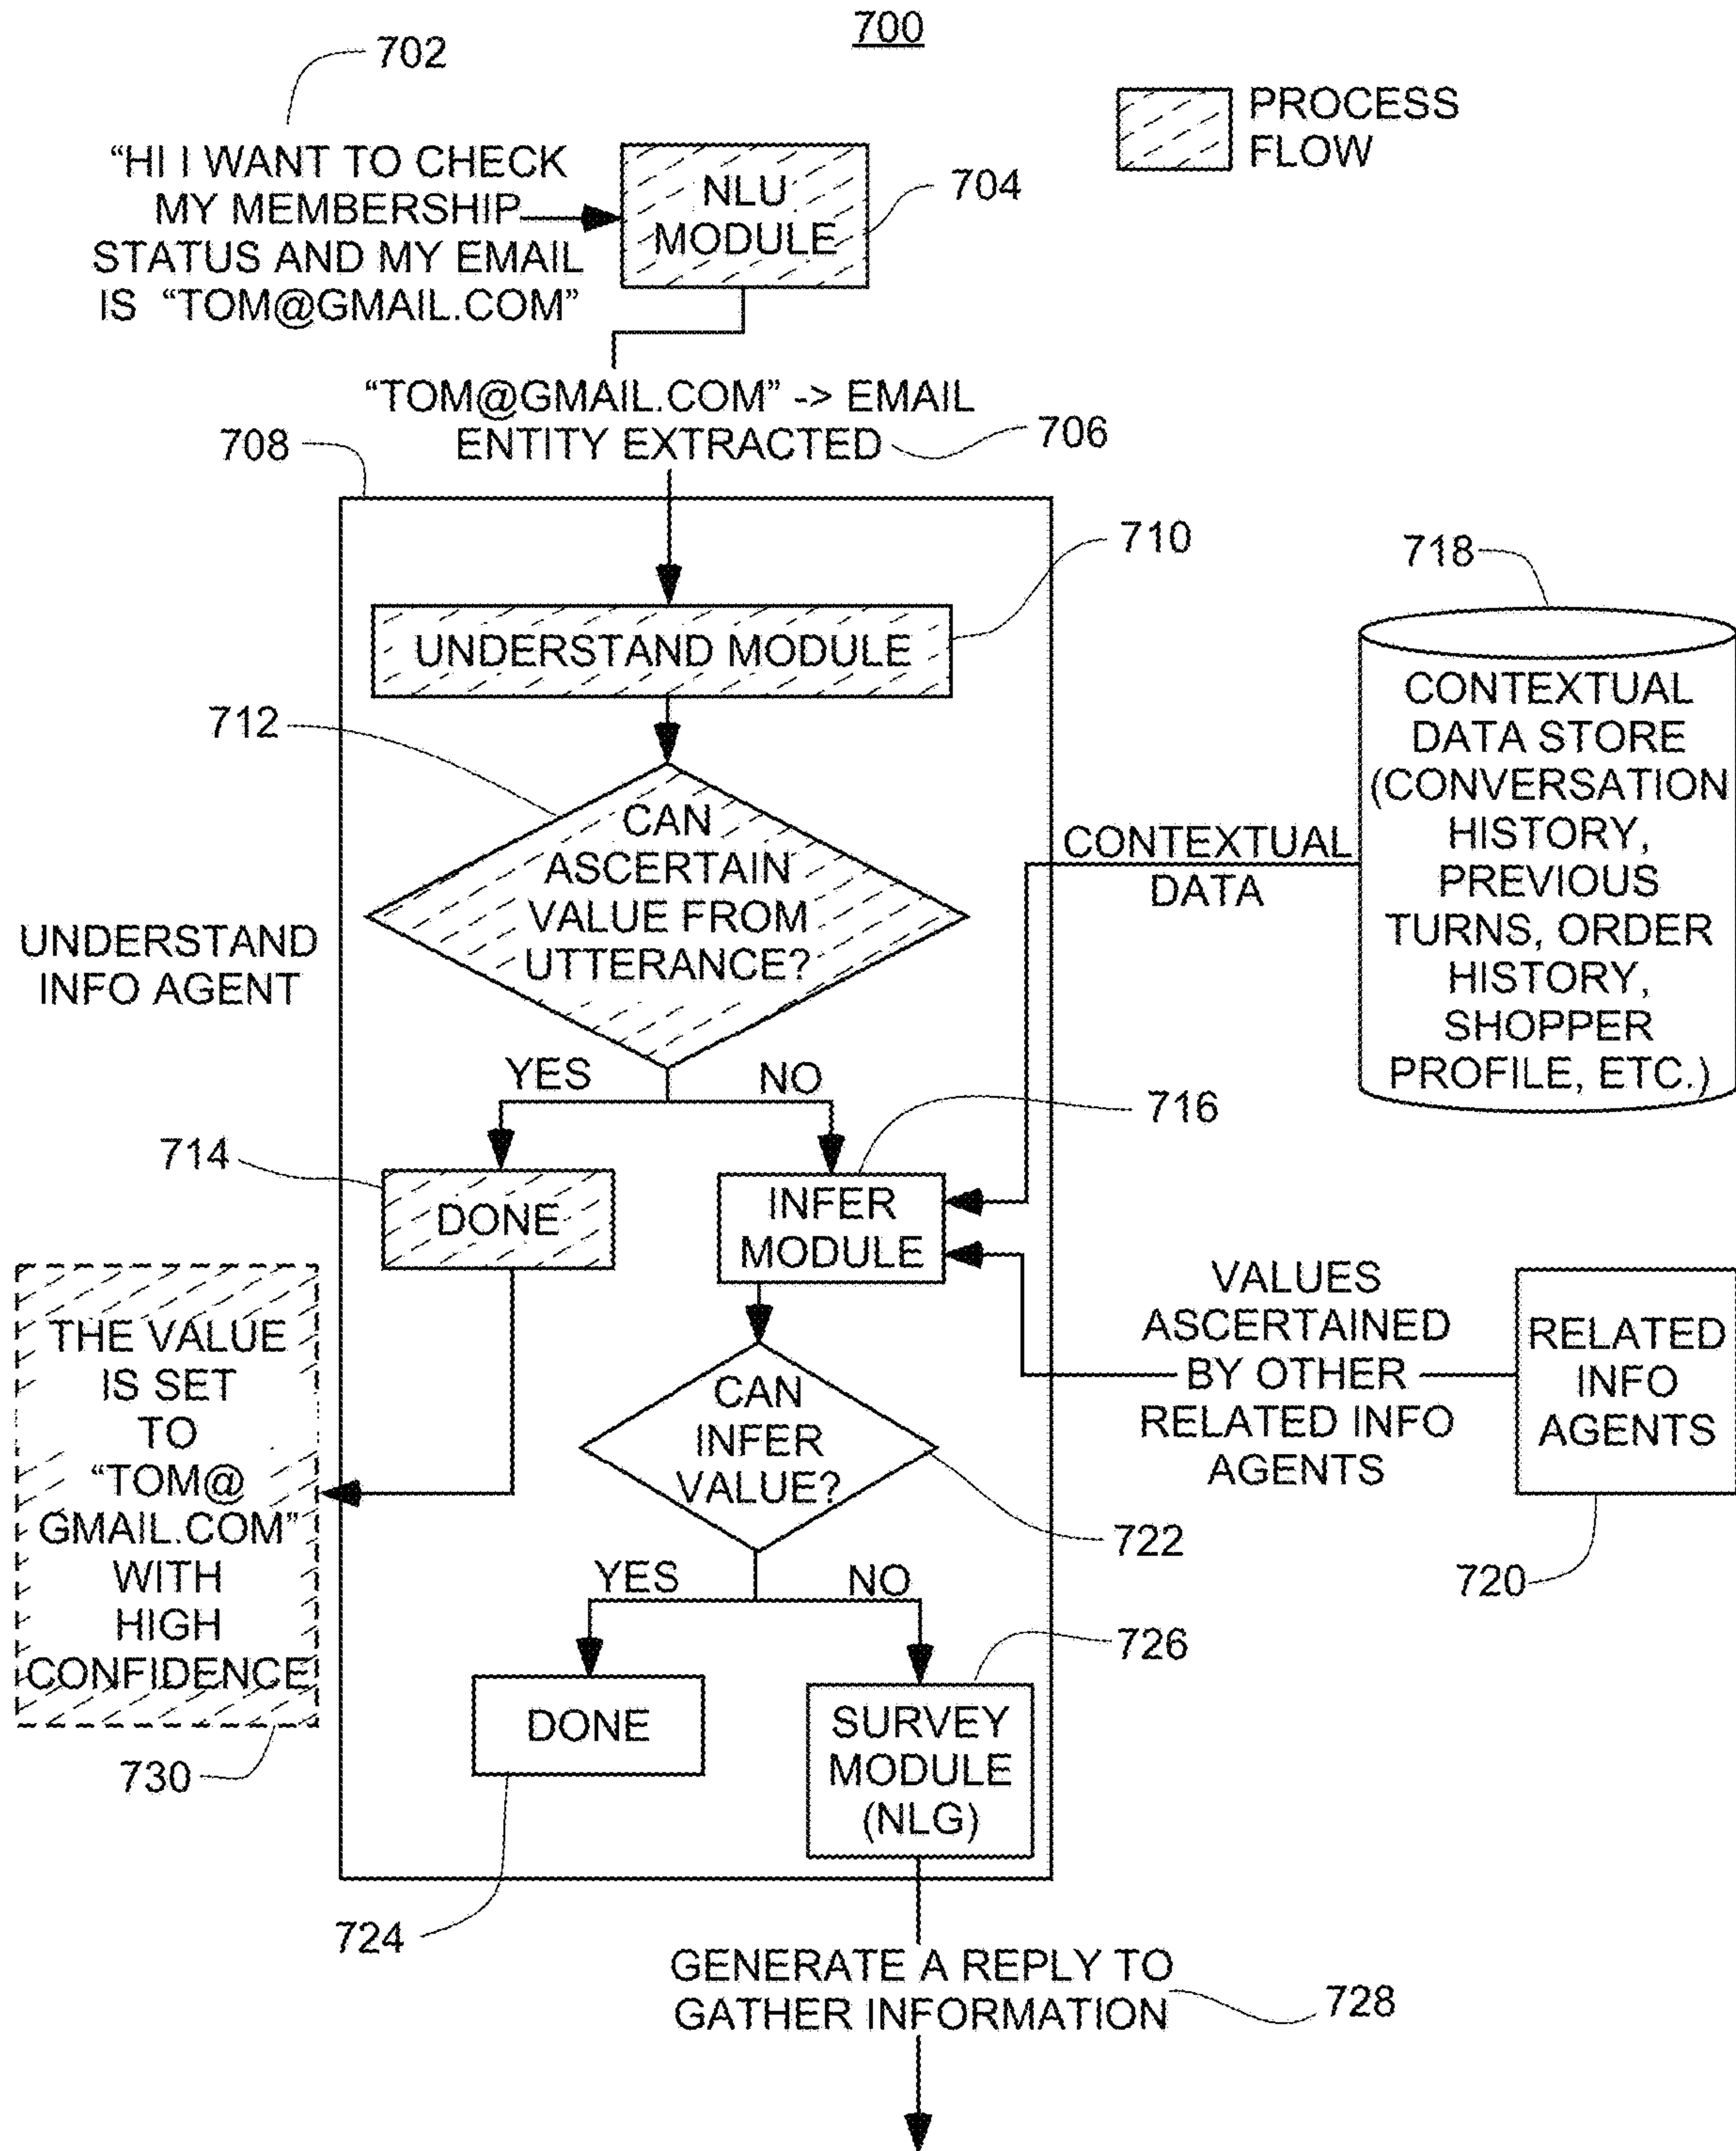 700
702
PROCESS
FLOW
"HI I WANT TO CHECK
MY MEMBERSHIP
STATUS AND MY EMAIL
IS "TOM@GMAIL.COM"
NLU
MODULE
704
"TOM@GMAIL.COM" -> EMAIL
ENTITY EXTRACTED
706
708
710
UNDERSTAND MODULE
712
CAN
ASCERTAIN
VALUE FROM
UTTERANCE?
UNDERSTAND
INFO AGENT
718
CONTEXTUAL
DATA STORE
(CONVERSATION
HISTORY,
PREVIOUS
TURNS, ORDER
HISTORY,
SHOPPER
PROFILE, ETC.)
CONTEXTUAL
DATA
YES
NO
714
DONE
716
INFER
MODULE
VALUES
ASCERTAINED
BY OTHER
RELATED INFO
AGENTS
RELATED
INFO
AGENTS
720
THE VALUE
IS SET
TO
"TOM@
GMAIL.COM"
WITH
HIGH
CONFIDENCE
730
CAN
INFER
VALUE?
722
YES
NO
DONE
724
726
SURVEY
MODULE
(NLG)
GENERATE A REPLY TO
GATHER INFORMATION
728